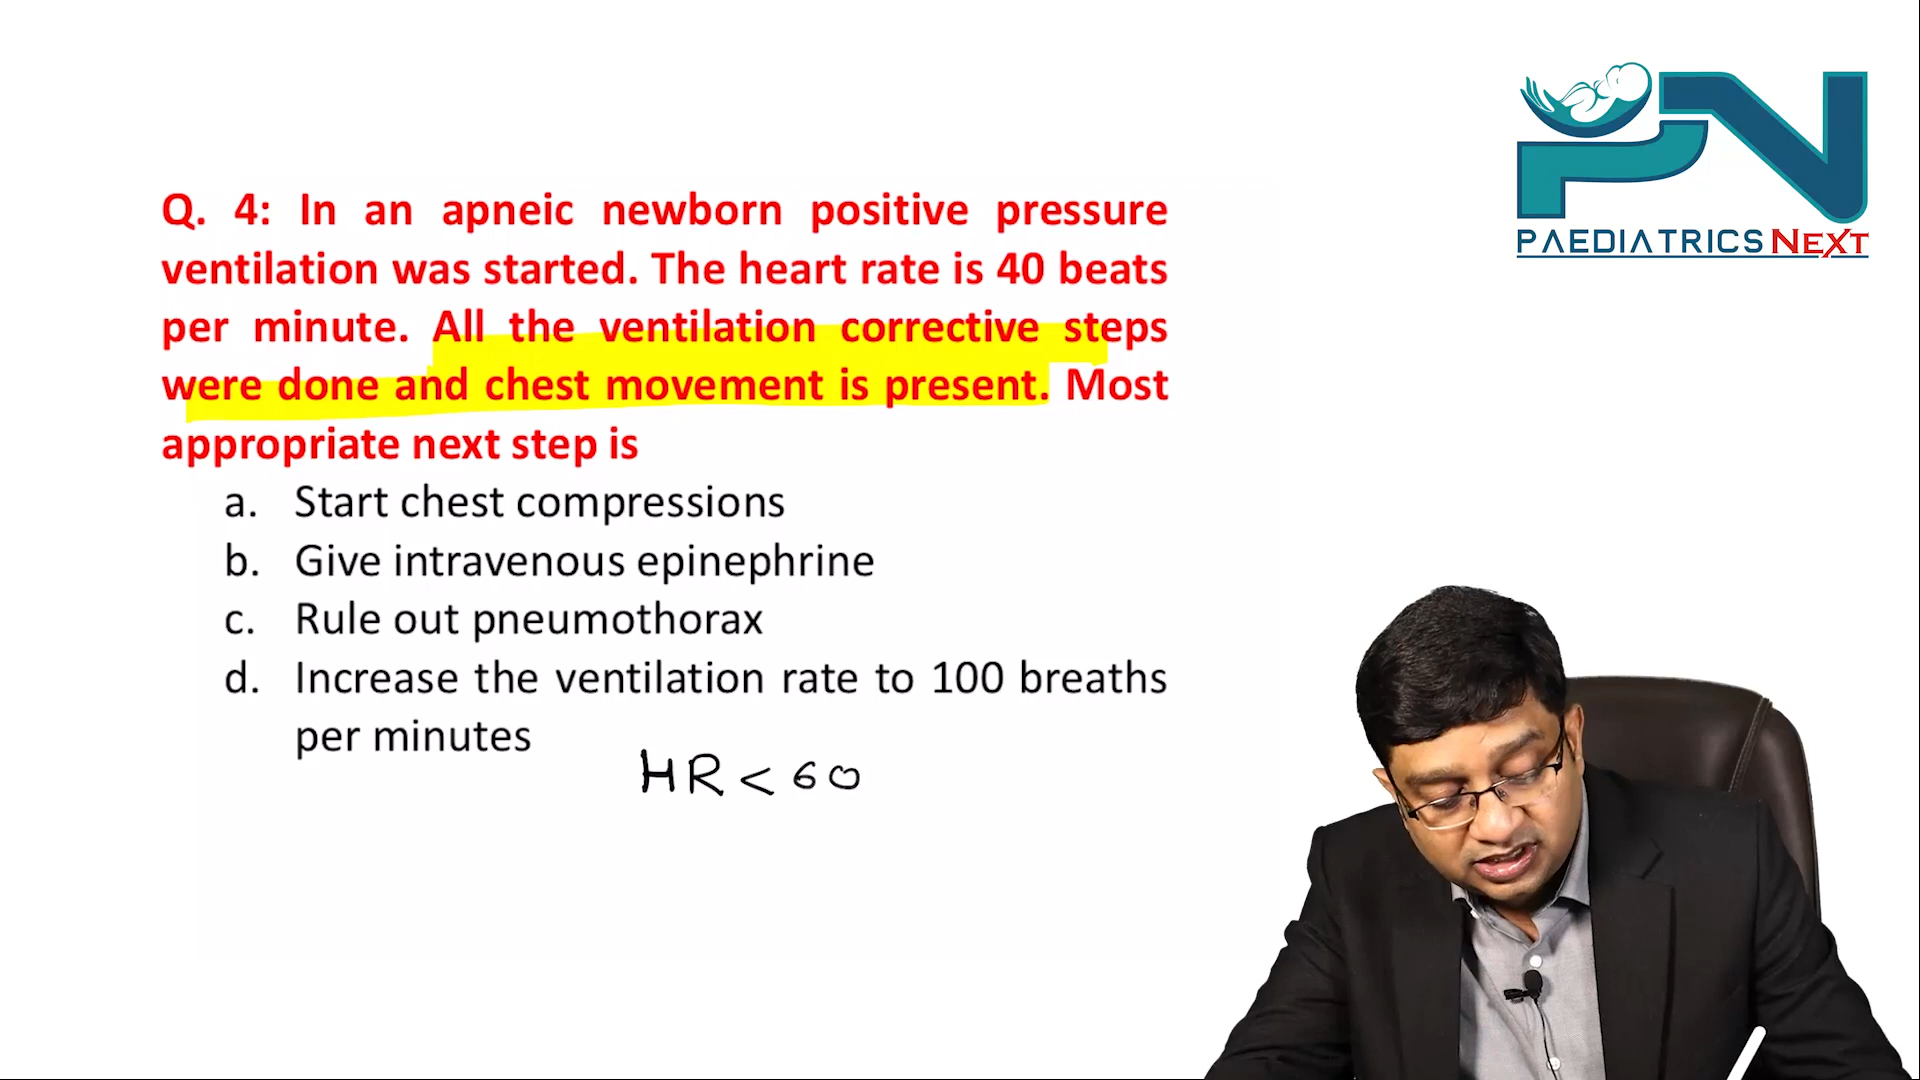 Q. 4: In an apneic newborn positive pressure
ventilation was started. The heart rate is 40 beats
per minute. All the ventilation corrective steps
were done and chest movement is present. Most
appropriate next step is
a. Start chest compressions
b. Give intravenous epinephrine
c. Rule out pneumothorax
d. Increase the ventilation rate to 100 breaths
per minutes
HR < 60
PN
PAEDIATRICS NEXT